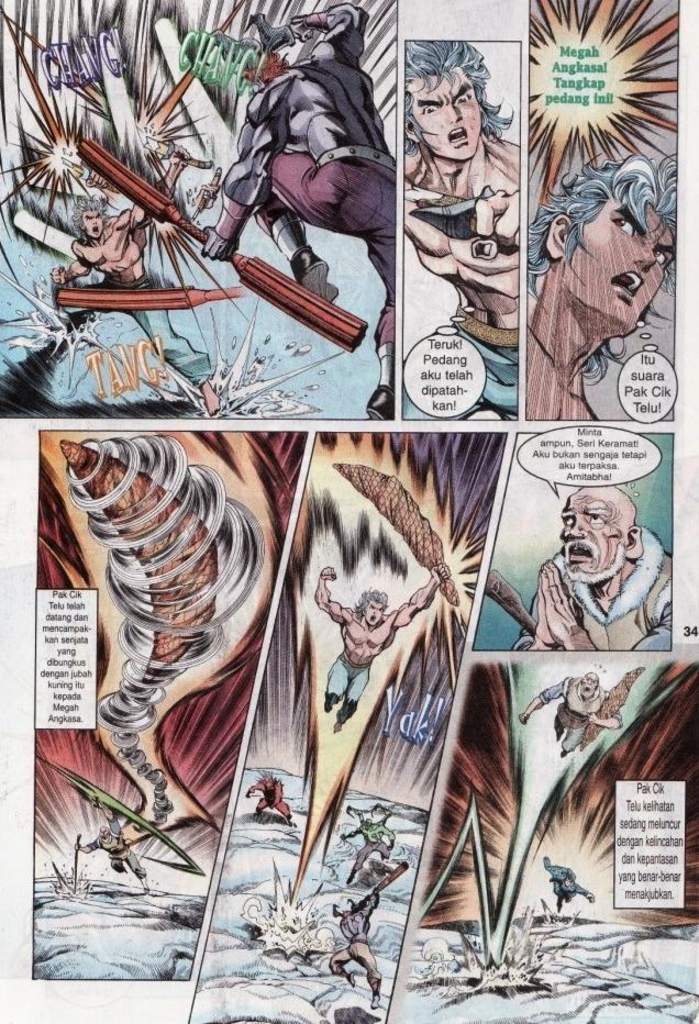 CHANG!
CHANG!
TANG!
Teruk!
Pedang
aku telah
dipatah-
kan!
Megah
Angkasa!
Tangkap
pedang ini!
Itu
suara
Pak Cik
Telu!
Pak Cik
Telu telah
datang dan
mencampak-
kan senjata
yang
dibungkus
dengan jubah
kuning itu
kepada
Megah
Angkasa.
Yak!
Minta
ampun, Seri Keramat!
Aku bukan sengaja tetapi
aku terpaksa.
Amitabha!
34
Pak Cik
Telu kelihatan
sedang meluncur
dengan kelincahan
dan kepantasan
yang benar-benar
menakjubkan.